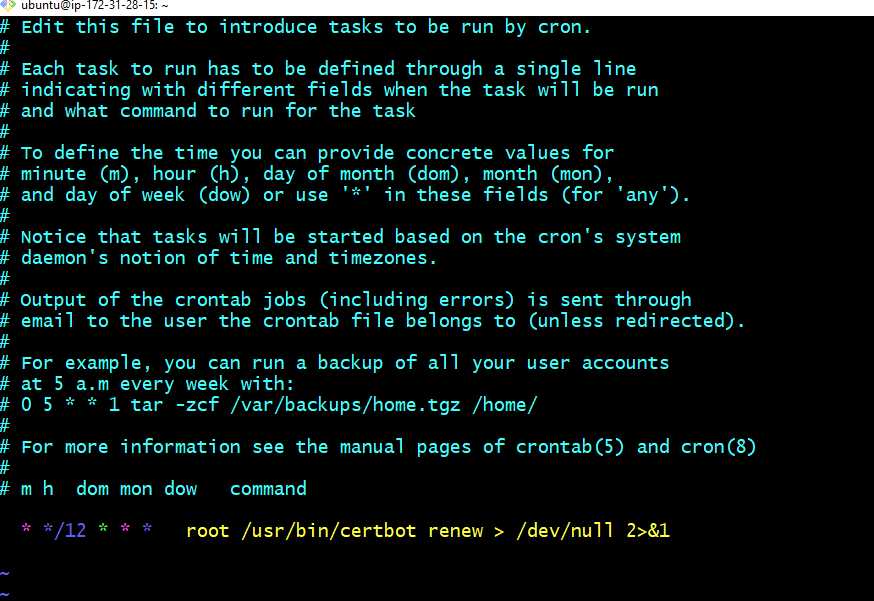 ubuntu@ip-172-31-28-15: ~
# Edit this file to introduce tasks to be run by cron.
#
# Each task to run has to be defined through a single line
# indicating with different fields when the task will be run
# and what command to run for the task
#
# To define the time you can provide concrete values for
# minute (m), hour (h), day of month (dom), month (mon),
# and day of week (dow) or use '*' in these fields (for 'any').
#
# Notice that tasks will be started based on the cron's system
# daemon's notion of time and timezones.
#
# Output of the crontab jobs (including errors) is sent through
# email to the user the crontab file belongs to (unless redirected).
#
# For example, you can run a backup of all your user accounts
# at 5 a.m every week with:
# 0 5 * * 1 tar -zcf /var/backups/home.tgz /home/
#
# For more information see the manual pages of crontab(5) and cron(8)
#
# m h  dom mon dow   command
* */12 * * *   root /usr/bin/certbot renew > /dev/null 2>&1
~
~